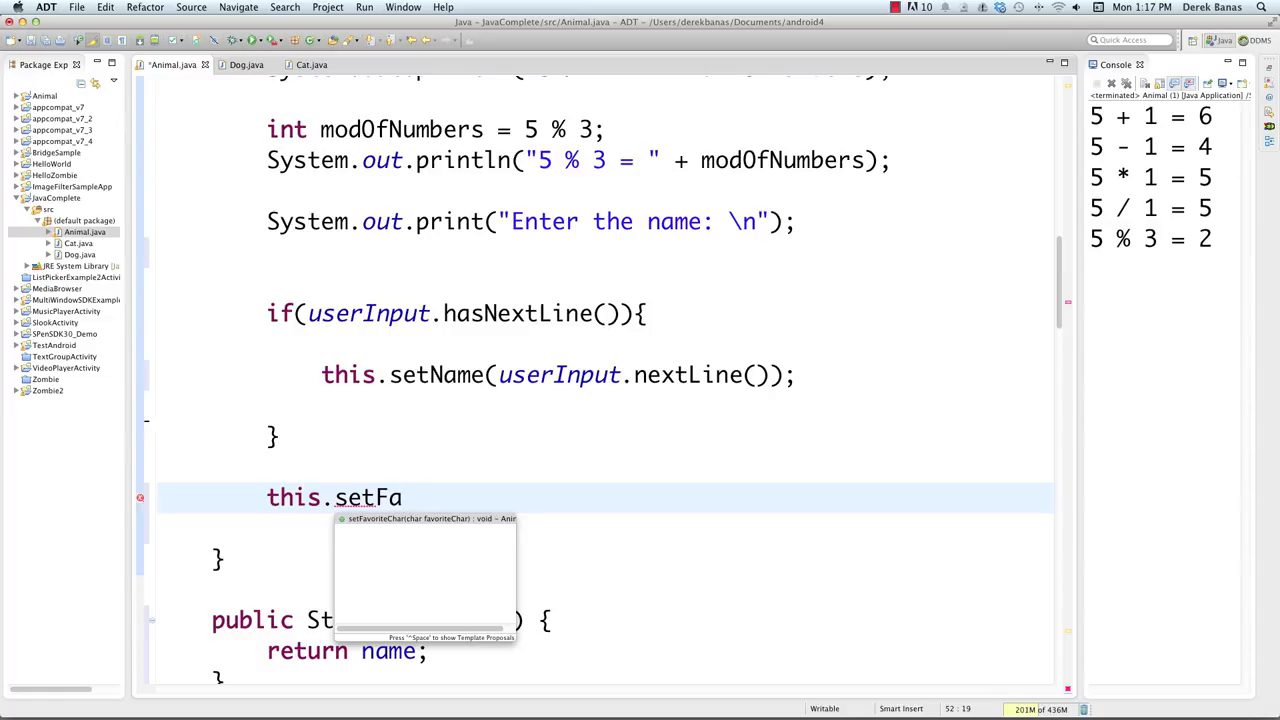 ADT File Edit Refactor Source Navigate Search Project Run Window Help 10 Mon 1:17 PM Derek Banas
Java - JavaComplete/src/Animal.java - ADT - /Users/derekbanas/Documents/android4
Quick Access Java DDMS
Package Exp
*Animal.java Dog.java Cat.java
Console
<terminated> Animal (1) [Java Application] /S
Animal
appcompat_v7
appcompat_v7_2
appcompat_v7_3
appcompat_v7_4
BridgeSample
HelloWorld
HelloZombie
ImageFilterSampleApp
JavaComplete
src
(default package)
Animal.java
Cat.java
Dog.java
JRE System Library [Ja
ListPickerExample2Activi
MediaBrowser
MultiWindowSDKExample
MusicPlayerActivity
SlookActivity
SPenSDK30_Demo
TestAndroid
TextGroupActivity
VideoPlayerActivity
Zombie
Zombie2
int modOfNumbers = 5 % 3;
System.out.println("5 % 3 = " + modOfNumbers);
System.out.print("Enter the name: \n");
if(userInput.hasNextLine()){
this.setName(userInput.nextLine());
}
this.setFa
setFavoriteChar(char favoriteChar) : void - Anim
Press '^Space' to show Template Proposals
}
public St ) {
return name;
}
5 + 1 = 6
5 - 1 = 4
5 * 1 = 5
5 / 1 = 5
5 % 3 = 2
Writable Smart Insert 52 : 19 201M of 436M